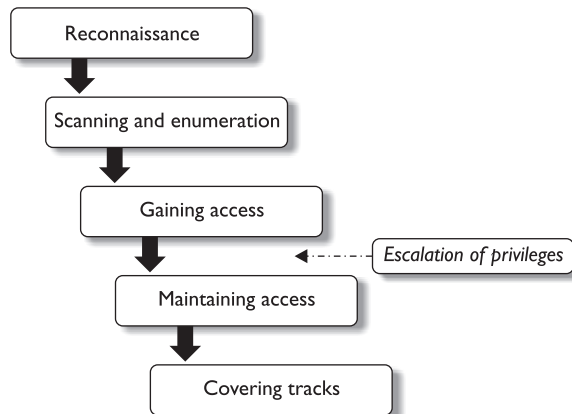 Reconnaissance
Scanning and enumeration
Gaining access
Escalation of privileges
Maintaining access
Covering tracks